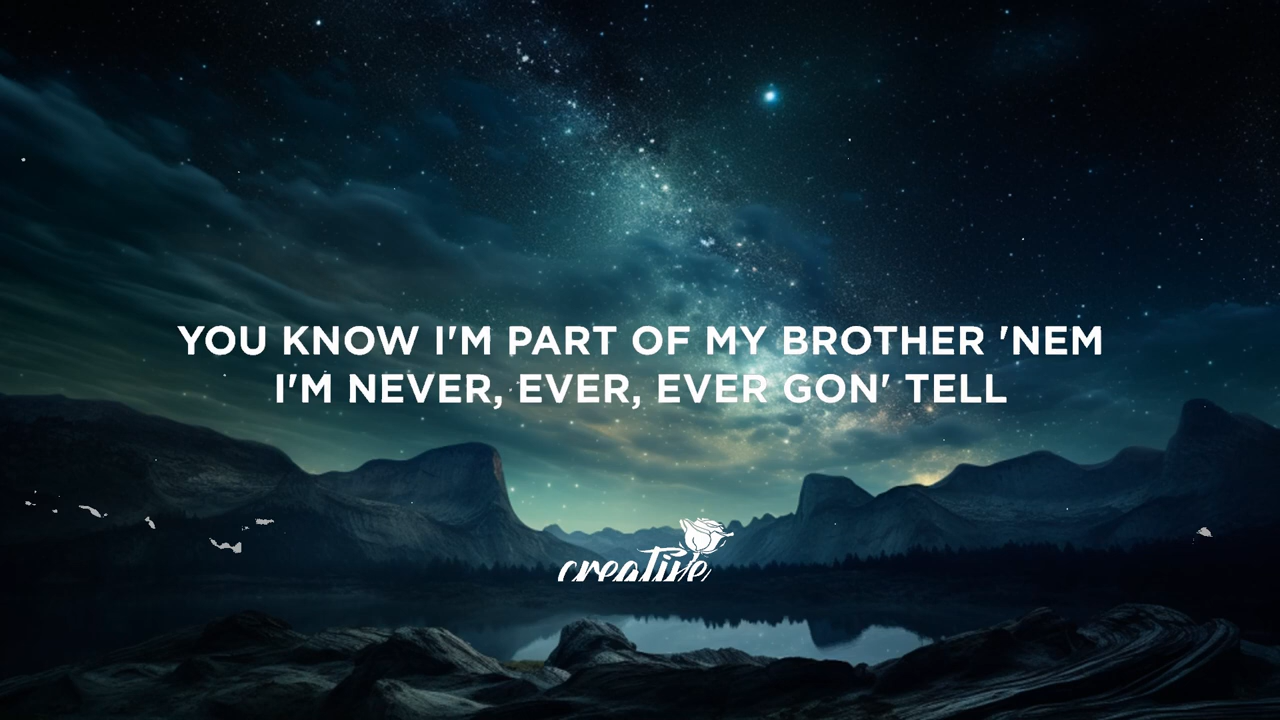 YOU KNOW I'M PART OF MY BROTHER 'NEM
I'M NEVER, EVER, EVER GON' TELL
creative